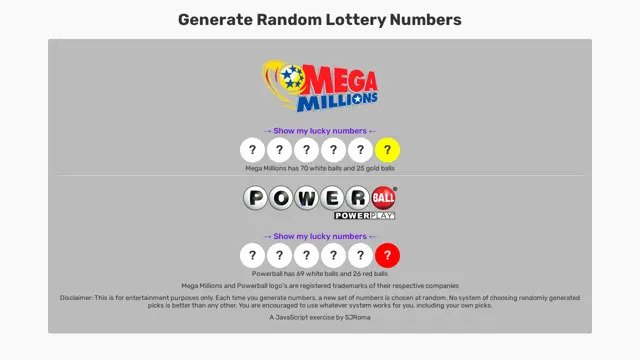 Generate Random Lottery Numbers
MEGA
MILLIONS
→ Show my lucky numbers ←
? ? ? ? ? ?
Mega Millions has 70 white balls and 25 gold balls
POWERBALL®
POWERPLAY
→ Show my lucky numbers ←
? ? ? ? ? ?
Powerball has 69 white balls and 26 red balls
Mega Millions and Powerball logo's are registered trademarks of their respective companies
Disclaimer: This is for entertainment purposes only. Each time you generate numbers, a new set of numbers is chosen at random. No system of choosing randomly generated
picks is better than any other. You are encouraged to use whatever system works for you, including your own picks.
A JavaScript exercise by SJRoma